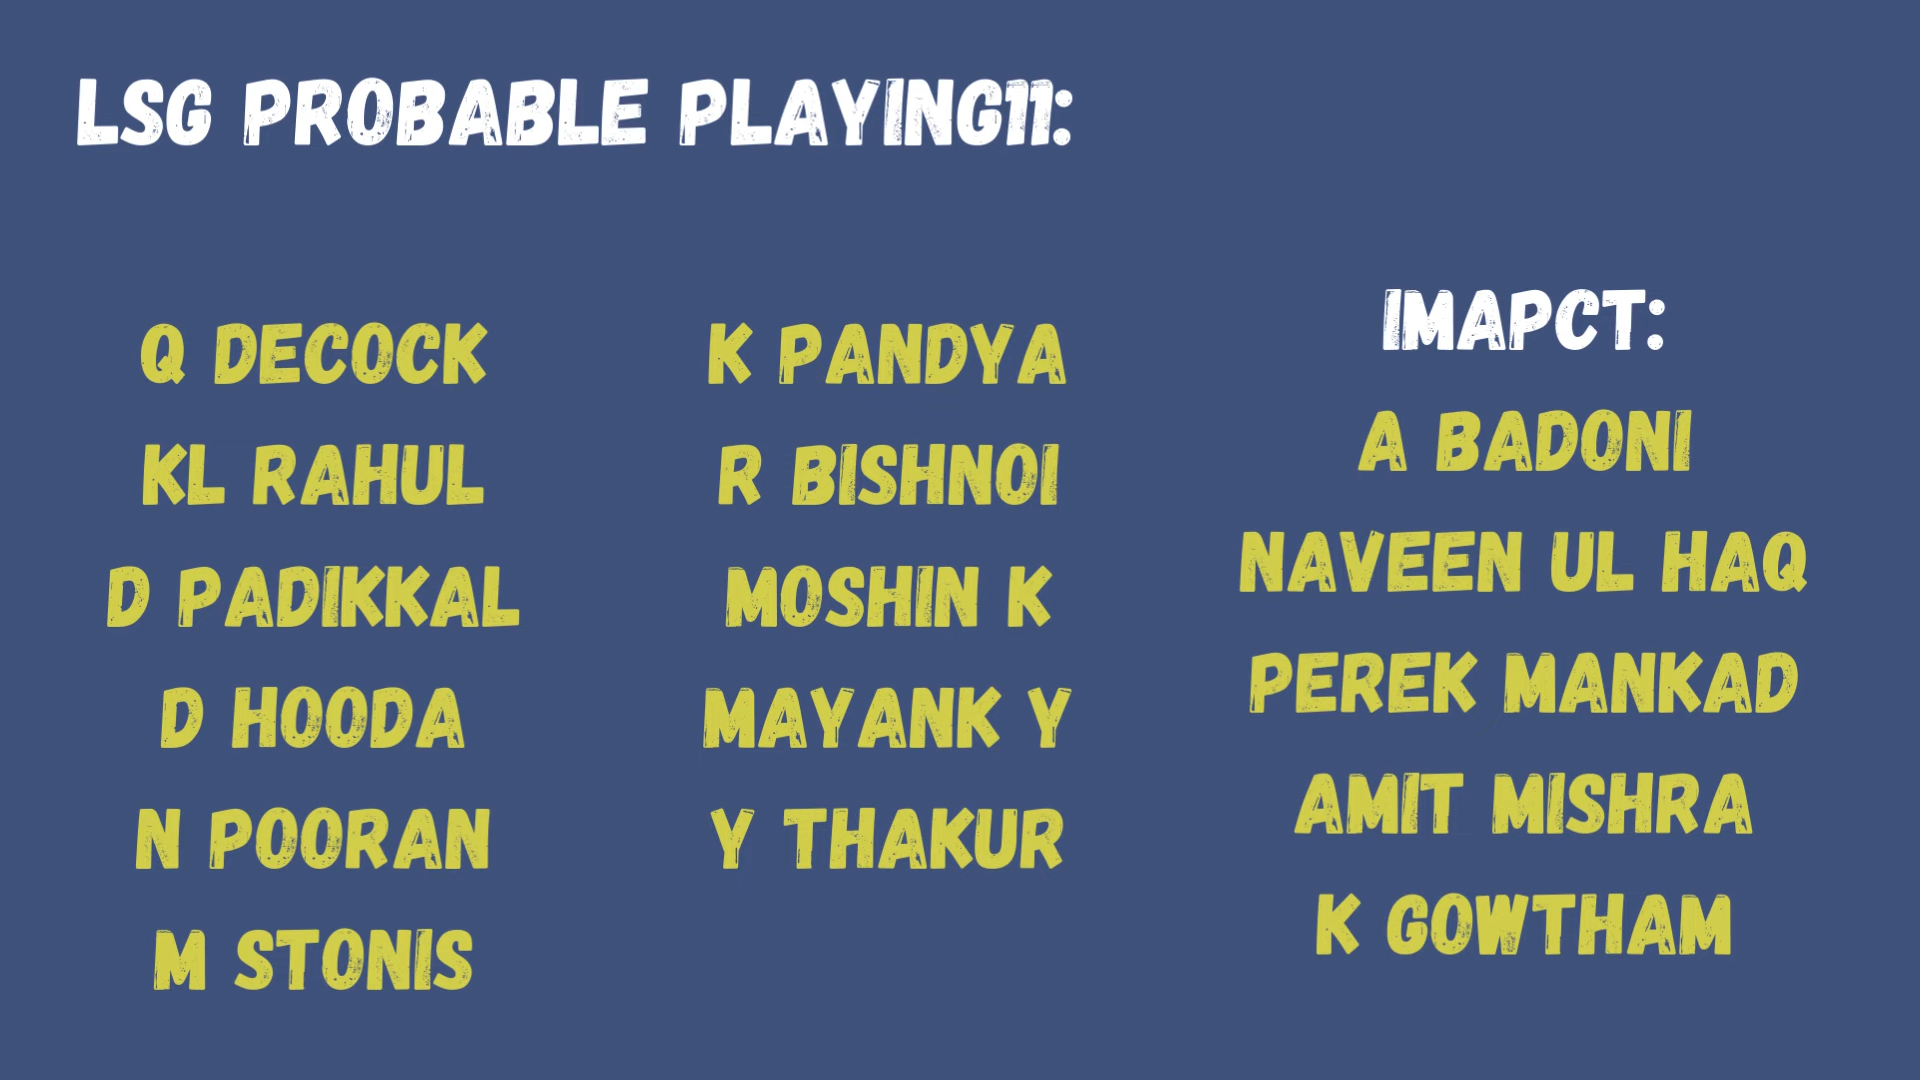 LSG PROBABLE PLAYING11:
Q DECOCK
KL RAHUL
D PADIKKAL
D HOODA
N POORAN
M STONIS
K PANDYA
R BISHNOI
MOSHIN K
MAYANK Y
Y THAKUR
IMAPCT:
A BADONI
NAVEEN UL HAQ
PEREK MANKAD
AMIT MISHRA
K GOWTHAM